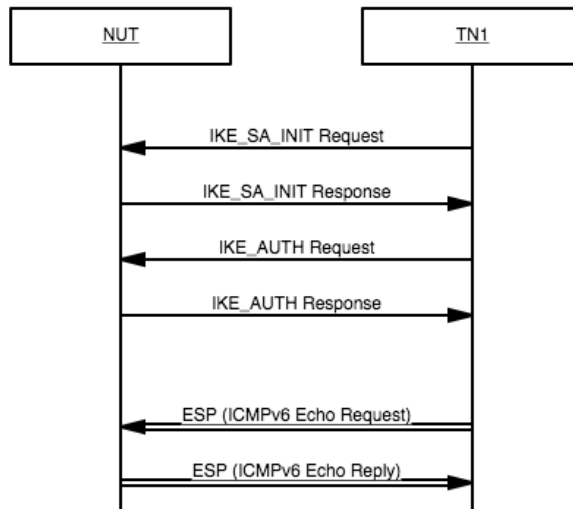 NUT
TN1
IKE_SA_INIT Request
IKE_SA_INIT Response
IKE_AUTH Request
IKE_AUTH Response
ESP (ICMPv6 Echo Request)
ESP (ICMPv6 Echo Reply)